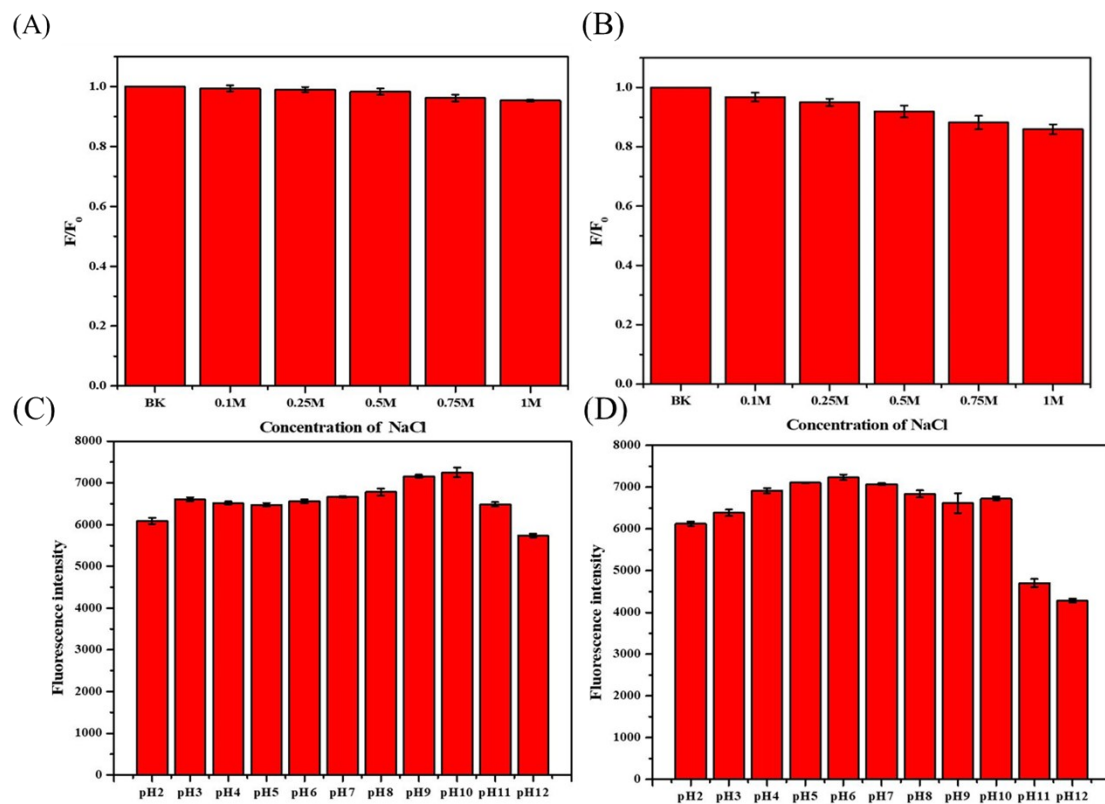 (A)
F/F0
1.0
0.8
0.6
0.4
0.2
0.0
BK 0.1M 0.25M 0.5M 0.75M 1M
Concentration of NaCl
(B)
F/F0
1.0
0.8
0.6
0.4
0.2
0.0
BK 0.1M 0.25M 0.5M 0.75M 1M
Concentration of NaCl
(C)
Fluorescence intensity
8000
7000
6000
5000
4000
3000
2000
1000
0
pH2 pH3 pH4 pH5 pH6 pH7 pH8 pH9 pH10 pH11 pH12
(D)
Fluorescence intensity
8000
7000
6000
5000
4000
3000
2000
1000
0
pH2 pH3 pH4 pH5 pH6 pH7 pH8 pH9 pH10 pH11 pH12